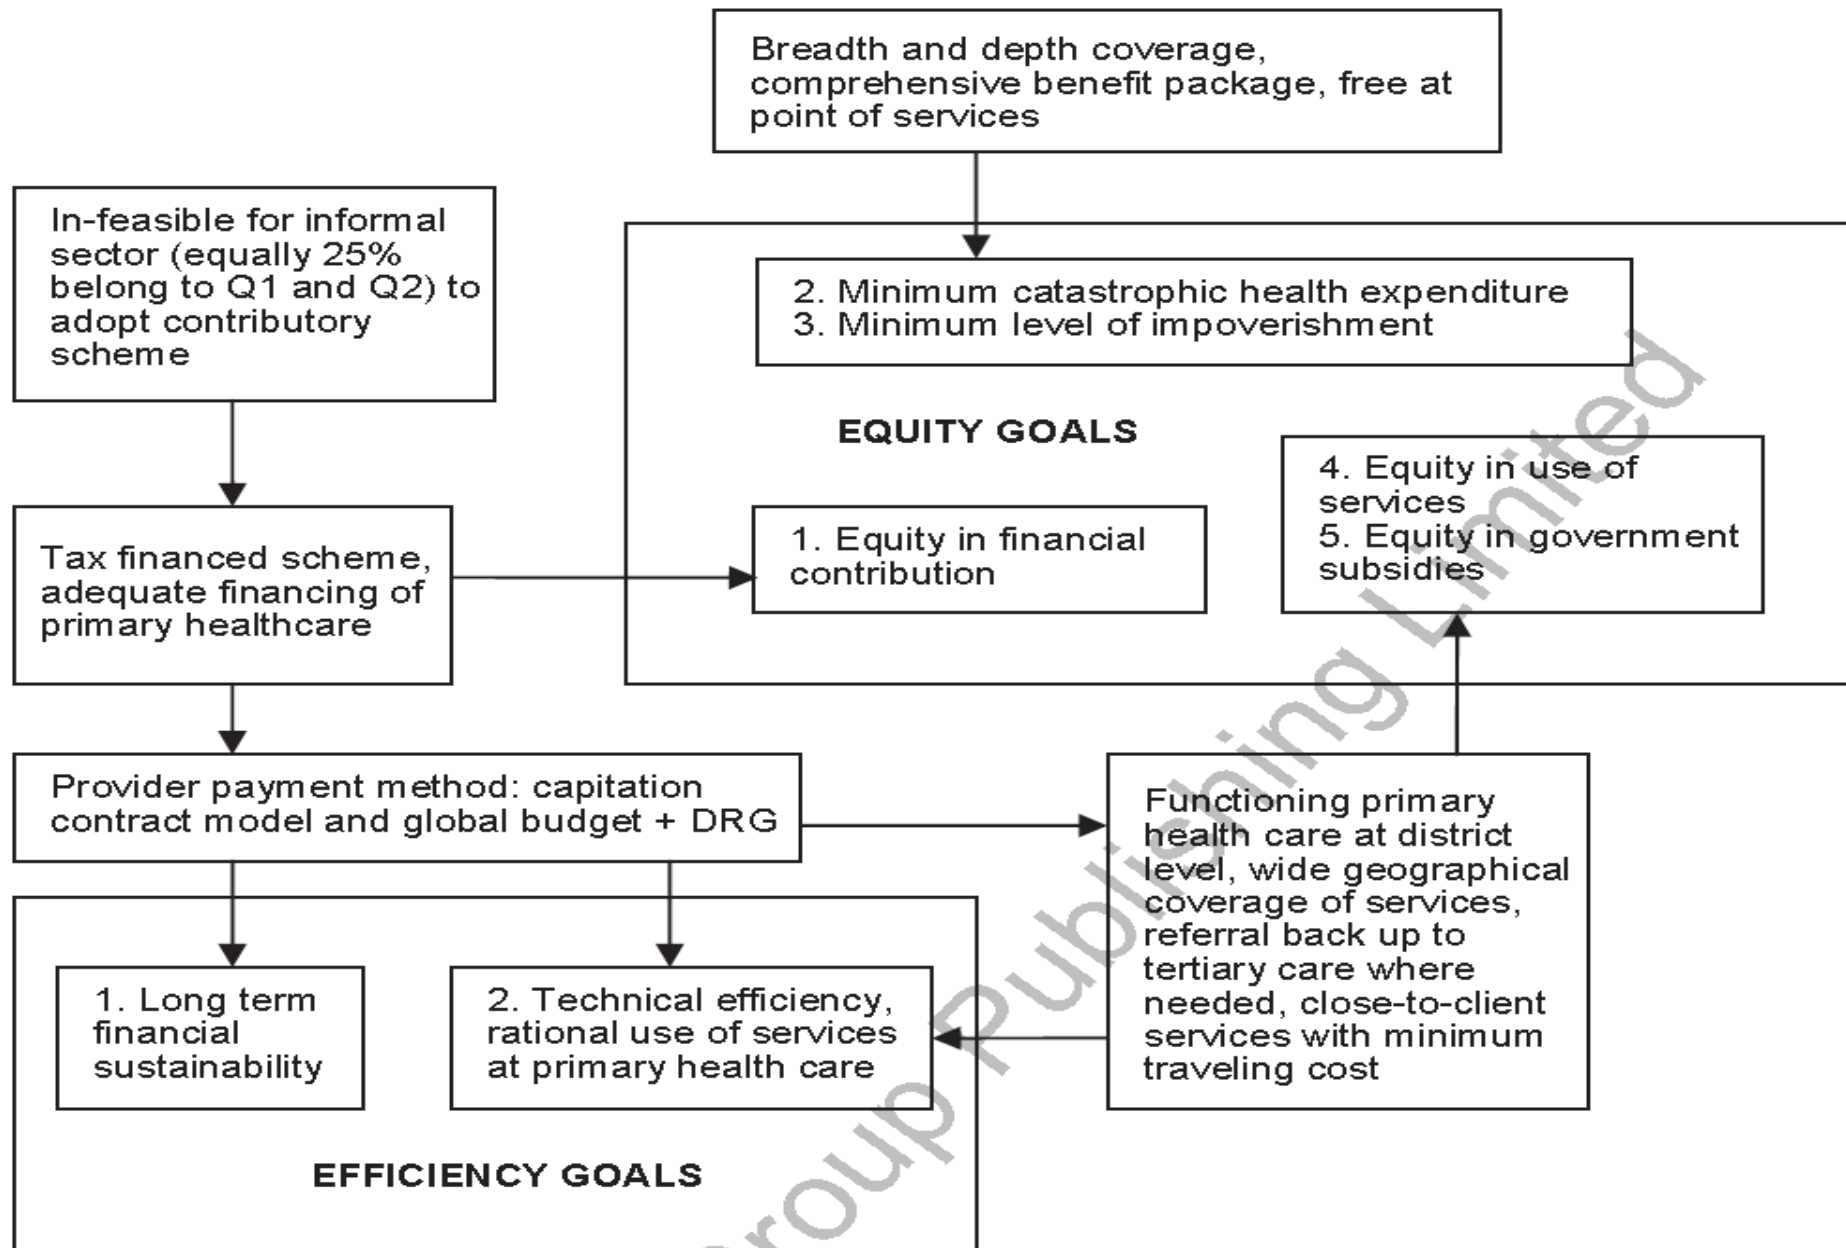 Breadth and depth coverage,
comprehensive benefit package, free at
point of services
In-feasible for informal
sector (equally 25%
belong to Q1 and Q2) to
adopt contributory
scheme
2. Minimum catastrophic health expenditure
3. Minimum level of impoverishment
EQUITY GOALS
4. Equity in use of
services
5. Equity in government
subsidies
1. Equity in financial
contribution
Tax financed scheme,
adequate financing of
primary healthcare
Provider payment method: capitation
contract model and global budget + DRG
Functioning primary
health care at district
level, wide geographical
coverage of services,
referral back up to
tertiary care where
needed, close-to-client
services with minimum
traveling cost
1. Long term
financial
sustainability
2. Technical efficiency,
rational use of services
at primary health care
EFFICIENCY GOALS
Group Publishing Limited